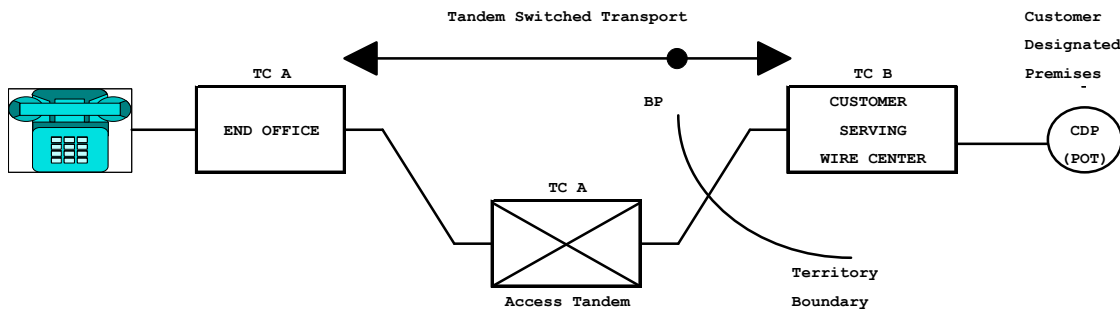 Tandem Switched Transport
Customer
Designated
Premises
-
TC A
END OFFICE
BP
TC B
CUSTOMER
SERVING
WIRE CENTER
CDP
(POT)
TC A
Access Tandem
Territory
Boundary